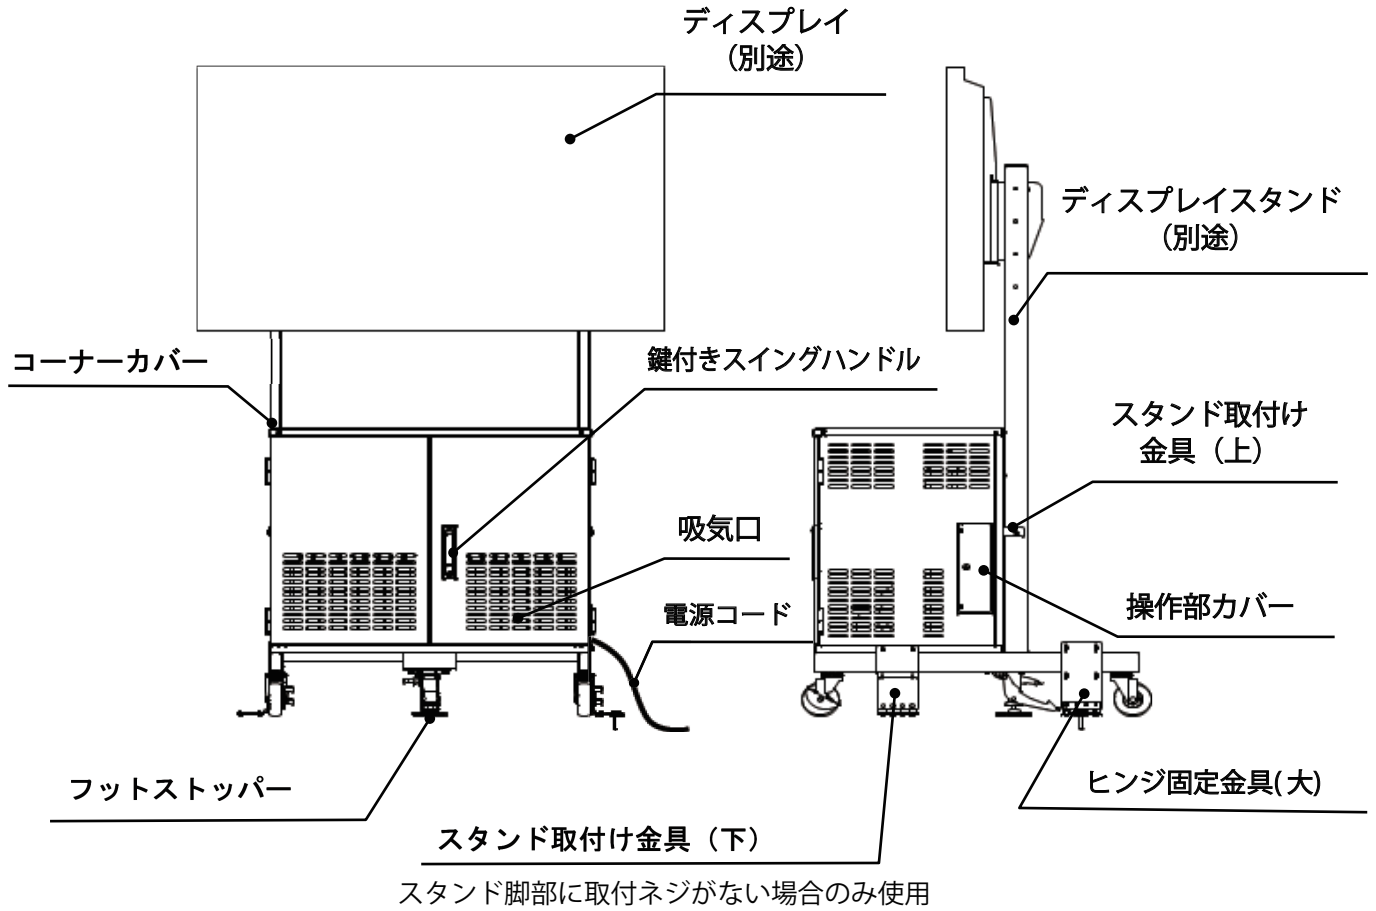 ディスプレイ
（別途）
ディスプレイスタンド
（別途）
コーナーカバー
鍵付きスイングハンドル
スタンド取付け
金具（上）
吸気口
電源コード
操作部カバー
フットストッパー
ヒンジ固定金具(大)
スタンド取付け金具（下）
スタンド脚部に取付ネジがない場合のみ使用